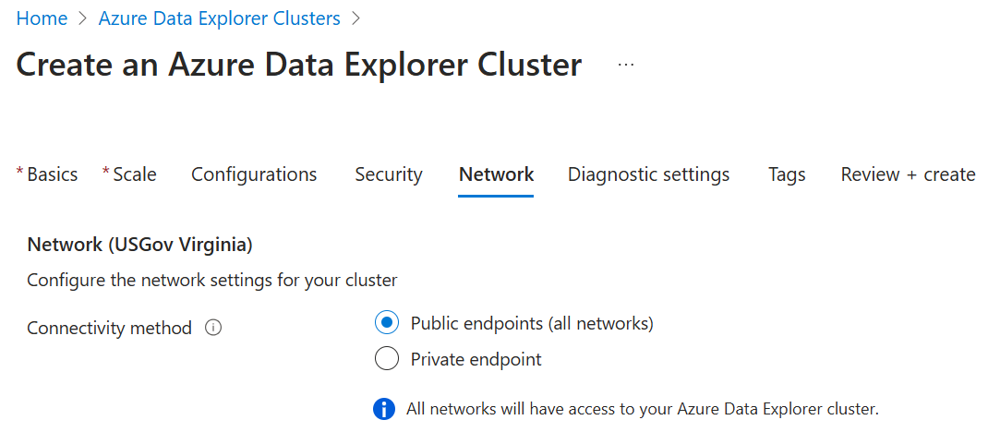 Home > Azure Data Explorer Clusters >
Create an Azure Data Explorer Cluster ...
* Basics * Scale Configurations Security Network Diagnostic settings Tags Review + create
Network (USGov Virginia)
Configure the network settings for your cluster
Connectivity method
Public endpoints (all networks)
Private endpoint
All networks will have access to your Azure Data Explorer cluster.